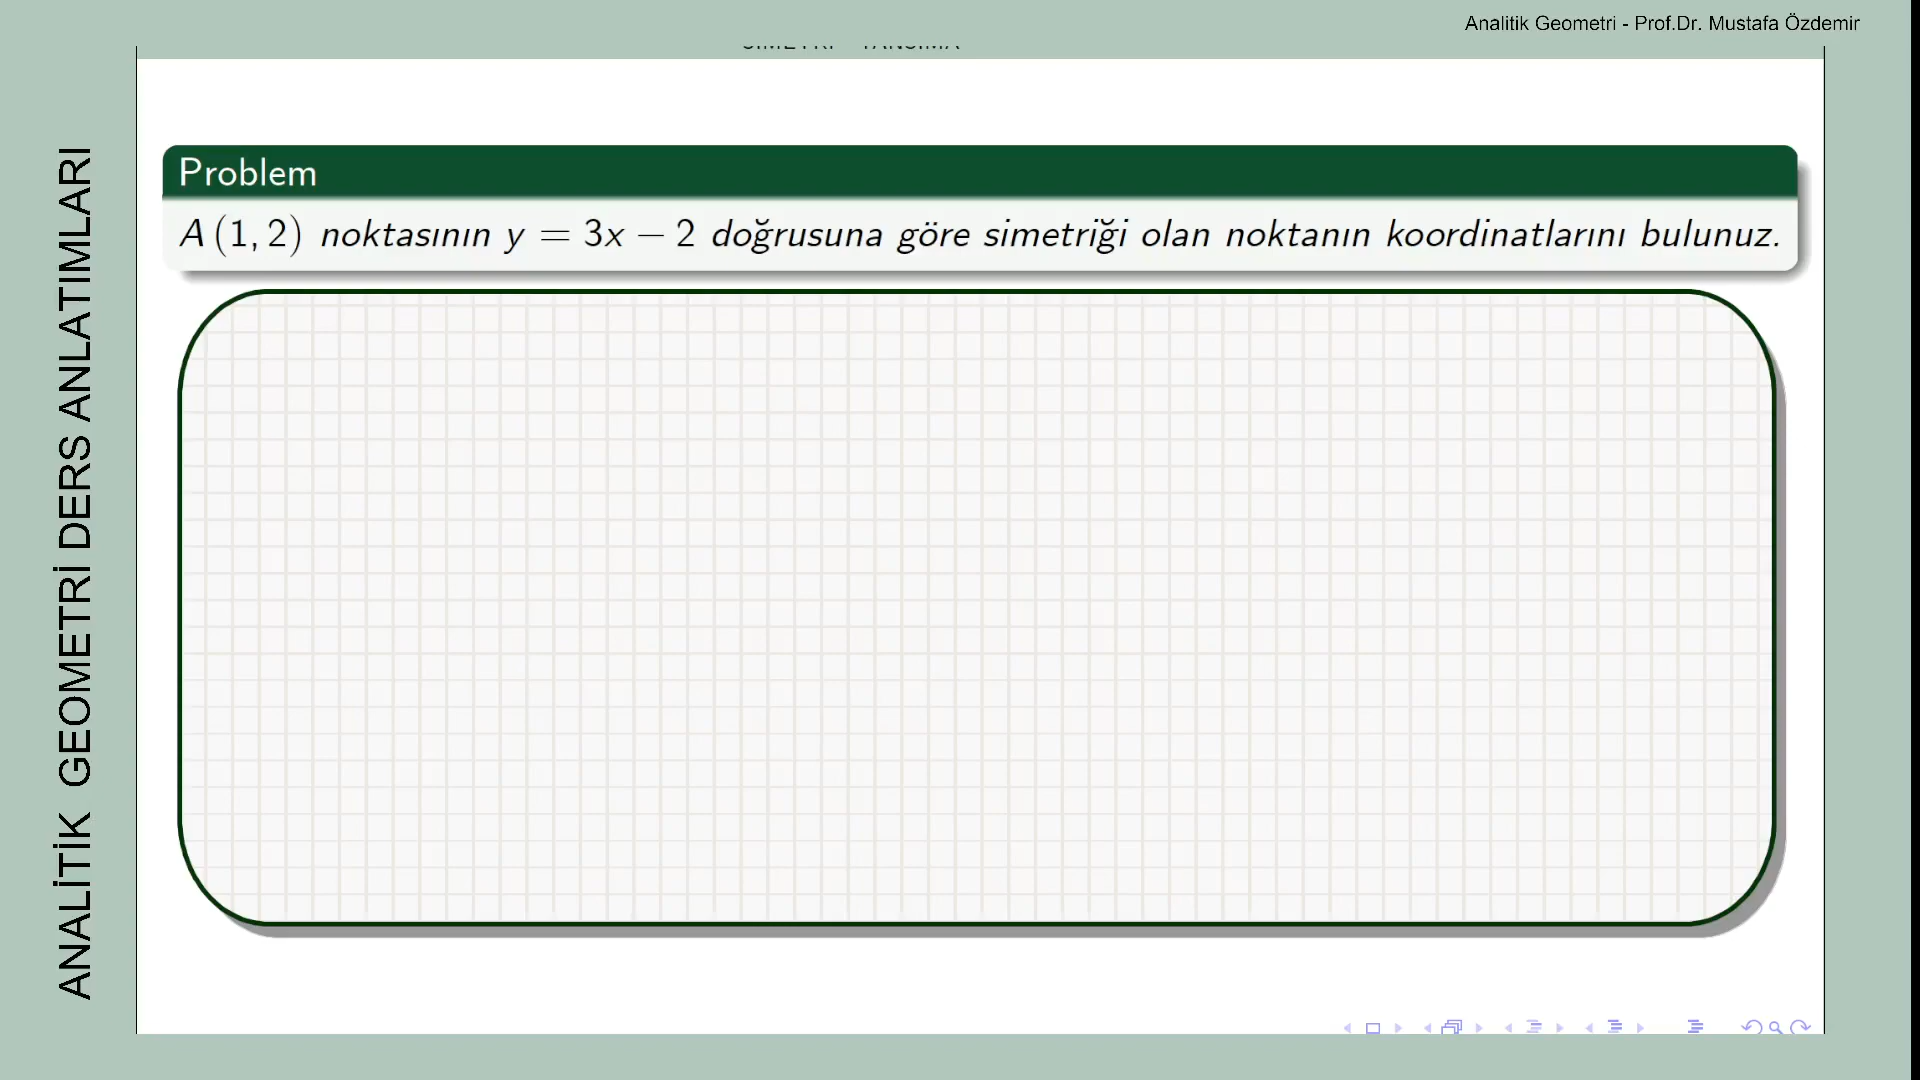 Analitik Geometri - Prof.Dr. Mustafa Özdemir
ANALİTİK GEOMETRİ DERS ANLATIMLARI
Problem
A (1, 2) noktasının y = 3x − 2 doğrusuna göre simetriği olan noktanın koordinatlarını bulunuz.